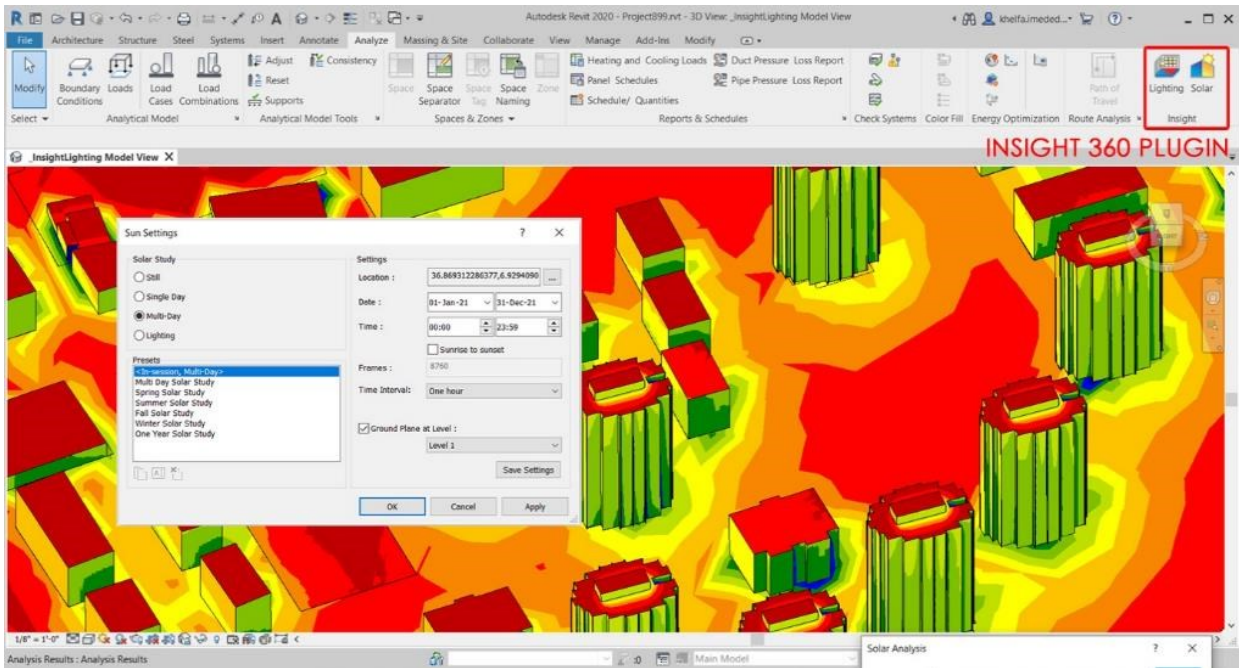 Autodesk Revit 2020 - Project899.rvt - 3D View: _InsightLighting Model View
khelfa.imeded...
File Architecture Structure Steel Systems Insert Annotate Analyze Massing & Site Collaborate View Manage Add-Ins Modify
Modify
Boundary Conditions
Loads
Load Cases
Load Combinations
Adjust
Reset
Supports
Consistency
Space
Space Separator
Space Tag
Space Naming
Zone
Heating and Cooling Loads
Panel Schedules
Schedule/ Quantities
Duct Pressure Loss Report
Pipe Pressure Loss Report
Path of Travel
Lighting Solar
Select
Analytical Model
Analytical Model Tools
Spaces & Zones
Reports & Schedules
Check Systems
Color Fill
Energy Optimization
Route Analysis
Insight
INSIGHT 360 PLUGIN
_InsightLighting Model View X
Sun Settings ? X
Solar Study
Still
Single Day
Multi-Day
Lighting
Presets
<In-session, Multi-Day>
Multi Day Solar Study
Spring Solar Study
Summer Solar Study
Fall Solar Study
Winter Solar Study
One Year Solar Study
Settings
Location : 36.869312286377,6.9294090 ...
Date : 01-Jan-21 31-Dec-21
Time : 00:00 23:59
Sunrise to sunset
Frames : 8760
Time Interval: One hour
Ground Plane at Level :
Level 1
Save Settings
OK Cancel Apply
1/8" = 1'-0"
Analysis Results : Analysis Results
:0
Main Model
Solar Analysis ? X